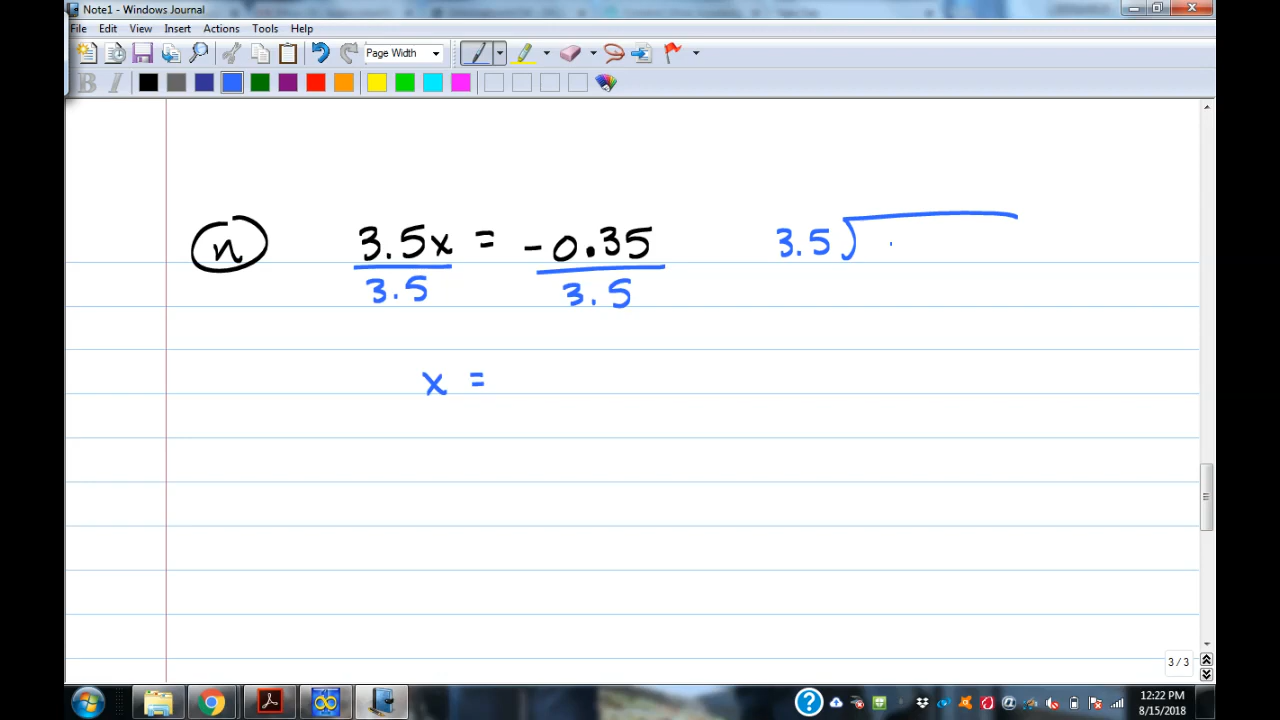 Note1 - Windows Journal
File Edit View Insert Actions Tools Help
Page Width
B I
n 3.5x = -0.35 3.5) .
3.5 3.5
x =
3 / 3
12:22 PM
8/15/2018